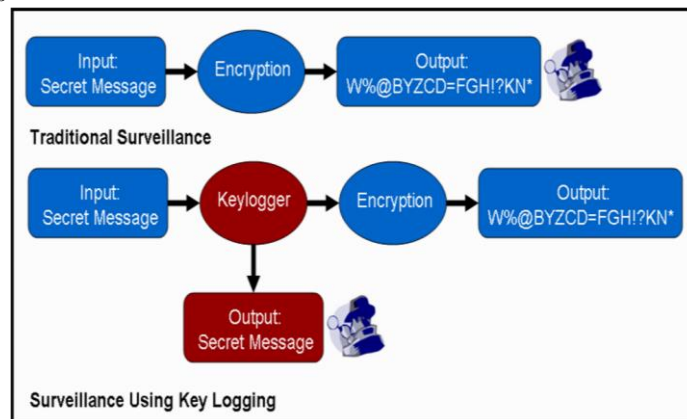 Input:
Secret Message
Encryption
Output:
W%@BYZCD=FGH!?KN*
Traditional Surveillance
Input:
Secret Message
Keylogger
Encryption
Output:
W%@BYZCD=FGH!?KN*
Output:
Secret Message
Surveillance Using Key Logging